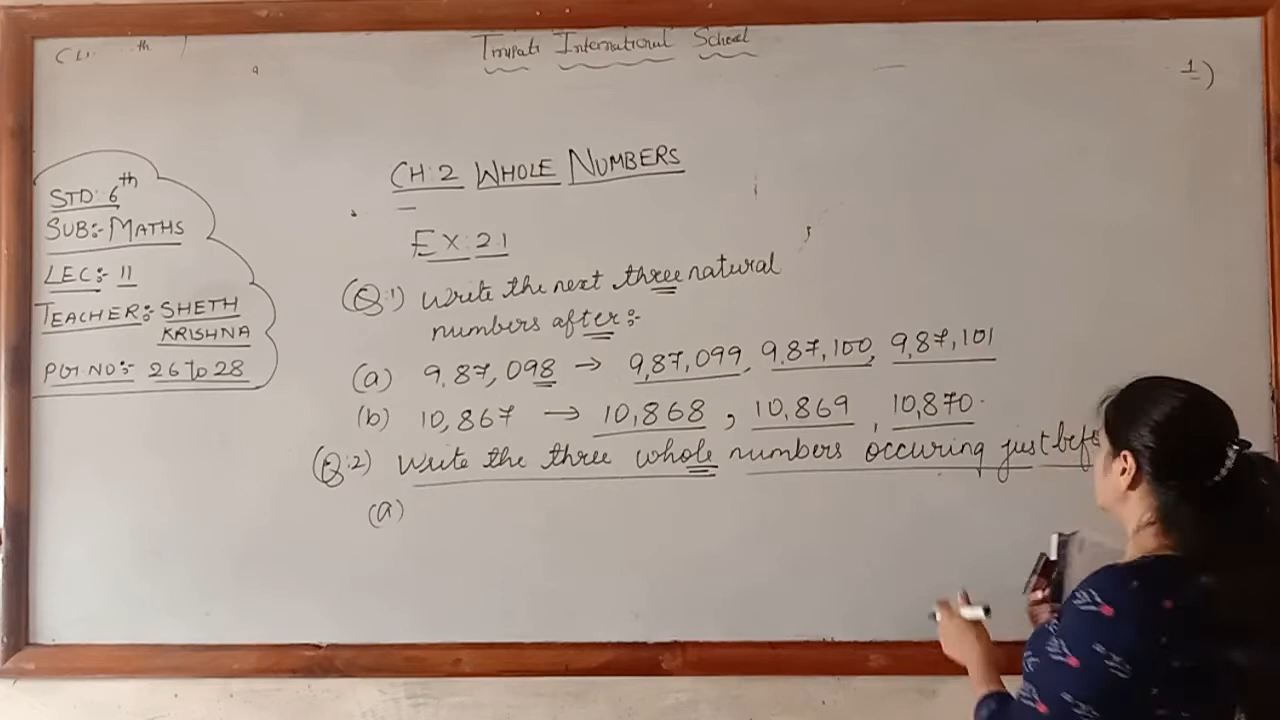 International School
1)
STD: 6th
SUB:- MATHS
LEC:- 11
TEACHER:- SHETH
KRISHNA
PG NO:- 26 to 28
CH:2 WHOLE NUMBERS
EX:2.1
(Q:1) Write the next three natural
numbers after:-
(a) 9,87,098 → 9,87,099, 9,87,100, 9,87,101
(b) 10,867 → 10,868, 10,869, 10,870.
(Q:2) Write the three whole numbers occuring just bef
(a)